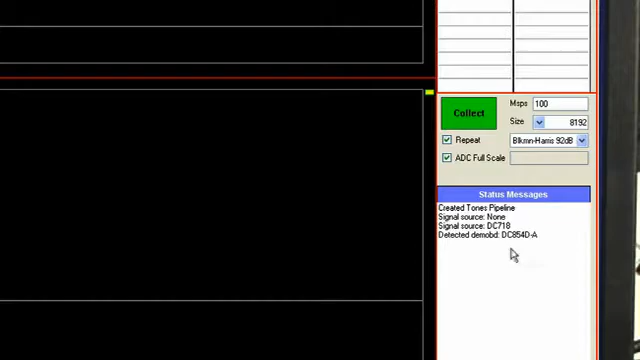 Msps 100
Collect
Size 8192
Repeat Blkmn-Harris 92dB
ADC Full Scale
Status Messages
Created Tones Pipeline
Signal source: None
Signal source: DC718
Detected demobd: DC854D-A